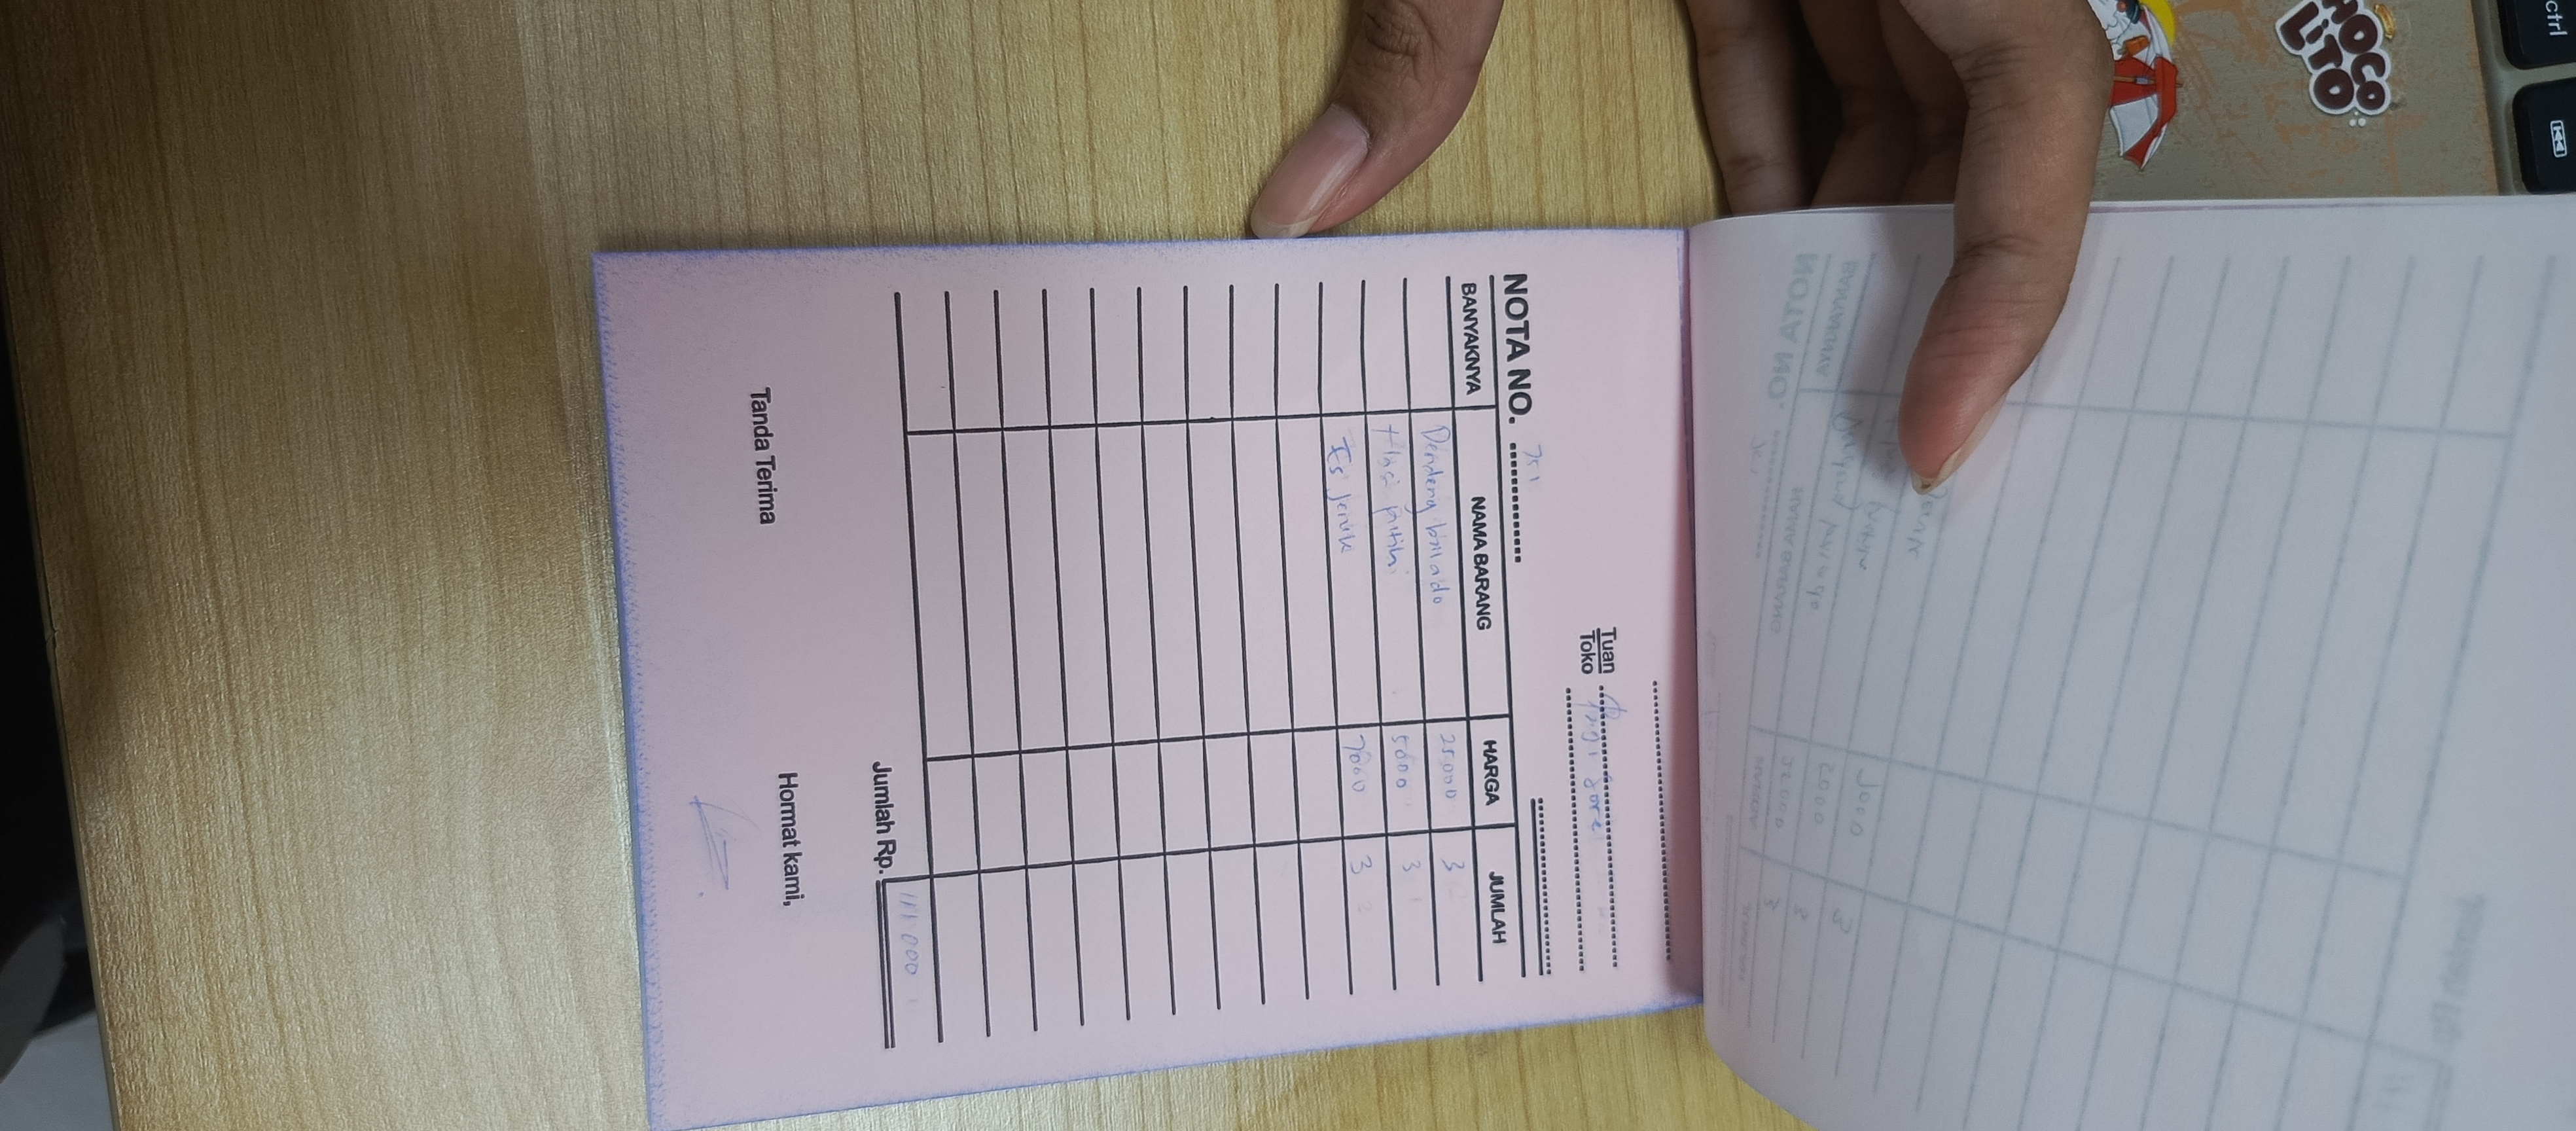 Tuan
Toko
Pagi Sore
NOTA NO. 751
BANYAKNYA NAMA BARANG HARGA JUMLAH
Dendeng balado 25.000 3
Nasi putih 5000 3
Es jeruk 7000 3
Jumlah Rp. 111.000
Tanda Terima Hormat kami,
CHOCO
LITO
ctrl